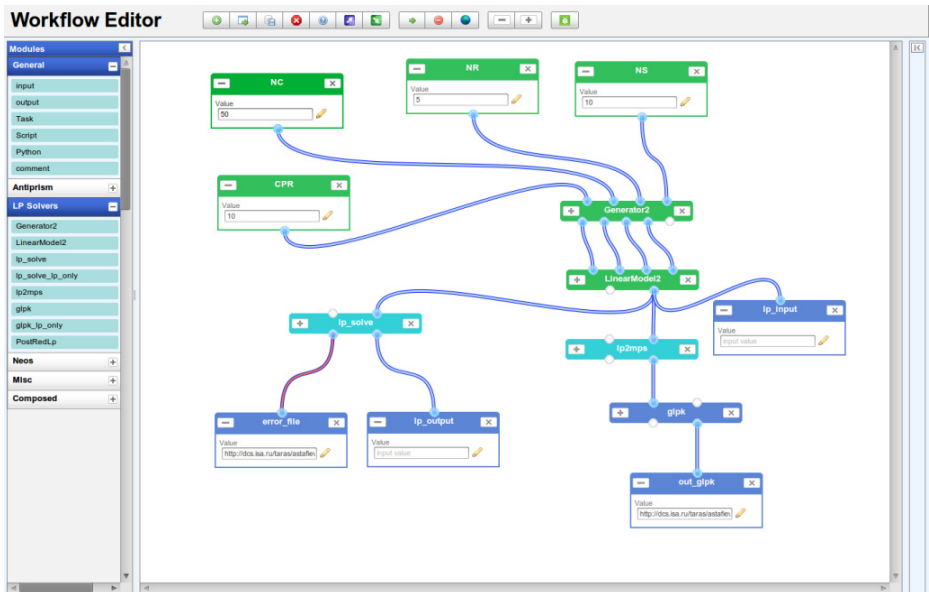 Workflow Editor
Modules
General
input
output
Task
Script
Python
comment
Antiprism
LP Solvers
Generator2
LinearModel2
lp_solve
lp_solve_lp_only
lp2mps
glpk
glpk_lp_only
PostRedLp
Neos
Misc
Composed
NC
Value
50
NR
Value
5
NS
Value
10
CPR
Value
10
Generator2
LinearModel2
lp_solve
lp_input
Value
input value
lp2mps
error_file
Value
http://dcs.isa.ru/taras/astafiev
lp_output
Value
input value
glpk
out_glpk
Value
http://dcs.isa.ru/taras/astafiev